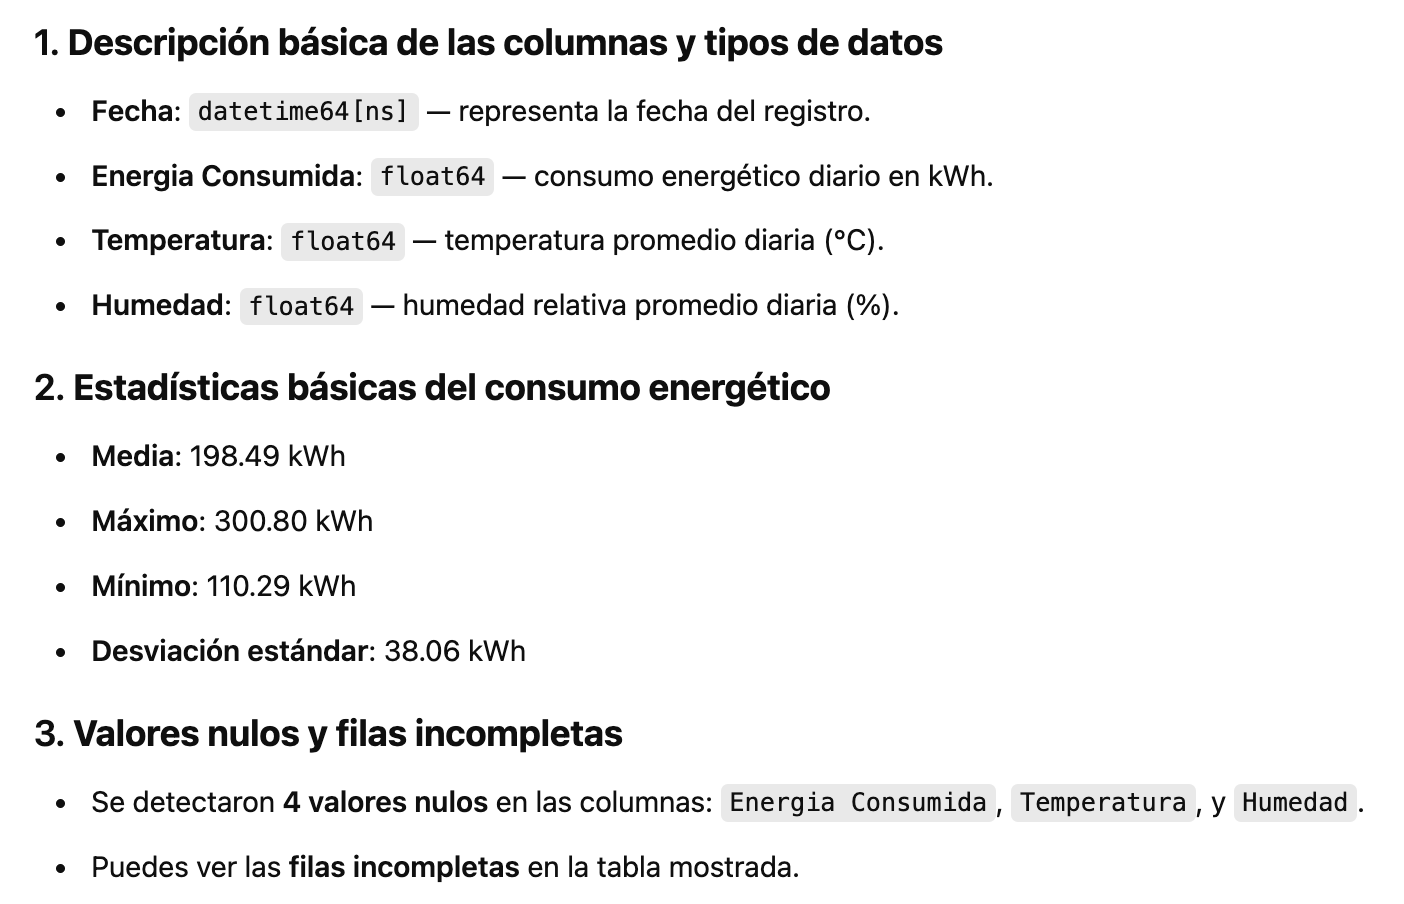 1. Descripción básica de las columnas y tipos de datos
• Fecha: datetime64[ns] — representa la fecha del registro.
• Energia Consumida: float64 — consumo energético diario en kWh.
• Temperatura: float64 — temperatura promedio diaria (°C).
• Humedad: float64 — humedad relativa promedio diaria (%).
2. Estadísticas básicas del consumo energético
• Media: 198.49 kWh
• Máximo: 300.80 kWh
• Mínimo: 110.29 kWh
• Desviación estándar: 38.06 kWh
3. Valores nulos y filas incompletas
• Se detectaron 4 valores nulos en las columnas: Energia Consumida, Temperatura, y Humedad.
• Puedes ver las filas incompletas en la tabla mostrada.